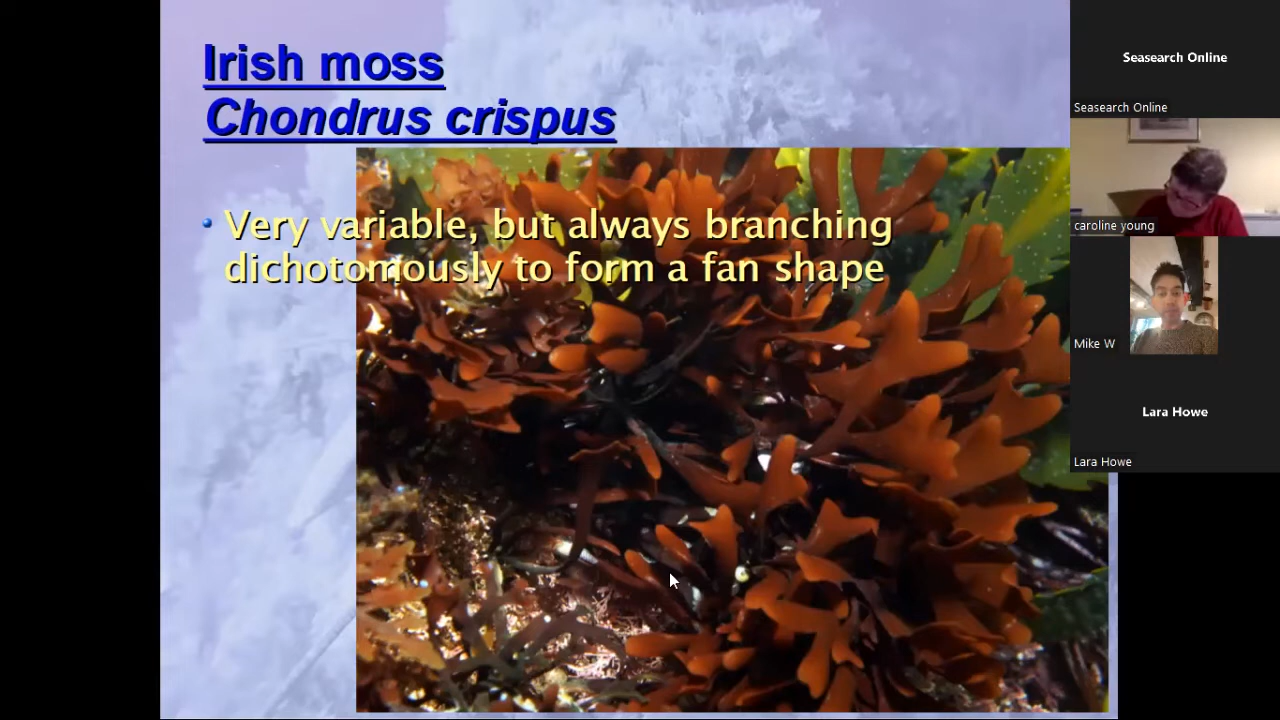 Irish moss
Chondrus crispus
Very variable, but always branching
dichotomously to form a fan shape
Seasearch Online
Seasearch Online
caroline young
Mike W
Lara Howe
Lara Howe